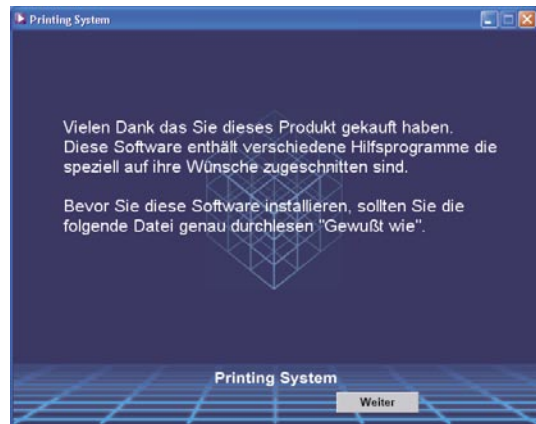 Printing System
Vielen Dank das Sie dieses Produkt gekauft haben.
Diese Software enthält verschiedene Hilfsprogramme die
speziell auf ihre Wünsche zugeschnitten sind.
Bevor Sie diese Software installieren, sollten Sie die
folgende Datei genau durchlesen "Gewußt wie".
Printing System
Weiter